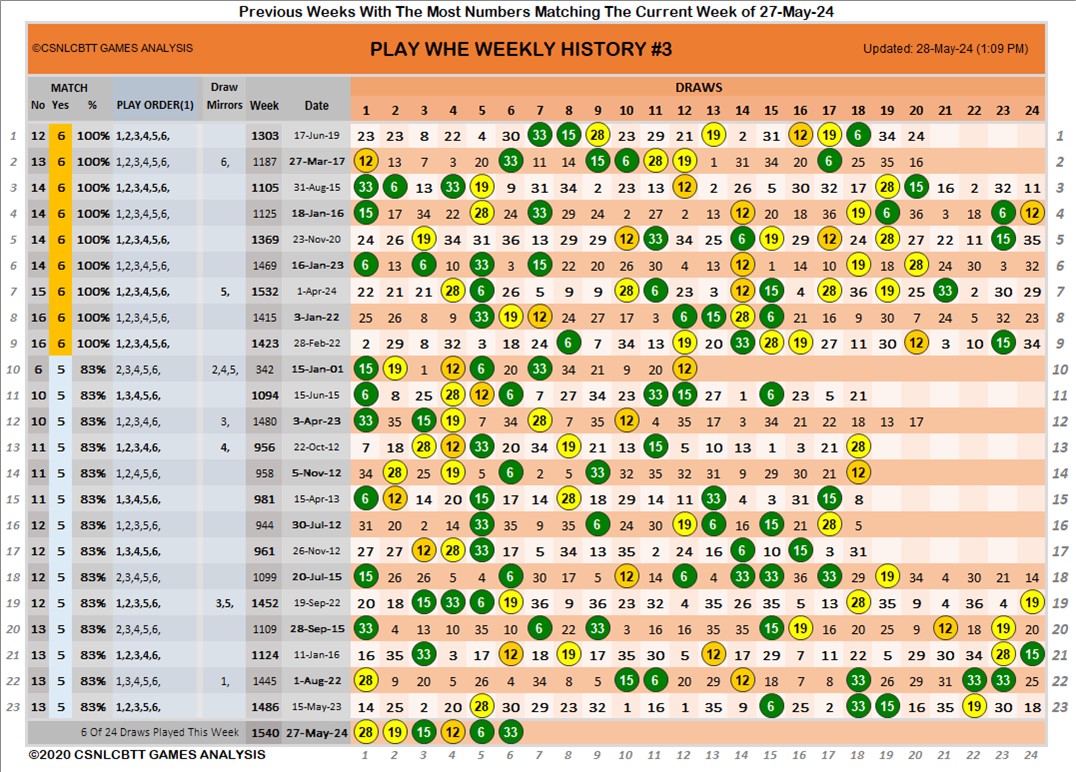 Previous Weeks With The Most Numbers Matching The Current Week of 27-May-24
©CSNLCBTT GAMES ANALYSIS PLAY WHE WEEKLY HISTORY #3 Updated: 28-May-24 (1:09 PM)
MATCH Draw DRAWS
No Yes % PLAY ORDER(1) Mirrors Week Date 1 2 3 4 5 6 7 8 9 10 11 12 13 14 15 16 17 18 19 20 21 22 23 24
1 12 6 100% 1,2,3,4,5,6, 1303 17-Jun-19 23 23 8 22 4 30 33 15 28 23 29 21 19 2 31 12 19 6 34 24 1
2 13 6 100% 1,2,3,4,5,6, 6, 1187 27-Mar-17 12 13 7 3 20 33 11 14 15 6 28 12 1 31 34 20 6 25 35 16 2
3 14 6 100% 1,2,3,4,5,6, 1105 31-Aug-15 33 6 13 33 19 9 31 34 2 23 13 12 2 26 5 30 32 17 28 15 16 2 32 11 3
4 14 6 100% 1,2,3,4,5,6, 1125 18-Jan-16 15 17 34 22 28 24 33 29 24 2 27 2 13 12 20 18 36 19 6 36 3 18 6 12 4
5 14 6 100% 1,2,3,4,5,6, 1369 23-Nov-20 24 26 19 34 31 36 13 29 29 12 33 34 25 6 15 29 12 24 28 27 22 11 15 35 5
6 14 6 100% 1,2,3,4,5,6, 1469 16-Jan-23 6 13 6 10 33 3 15 22 20 26 30 4 13 12 1 14 10 19 18 28 24 30 3 32 6
7 15 6 100% 1,2,3,4,5,6, 5, 1532 1-Apr-24 22 21 21 28 6 26 5 9 9 28 6 23 3 12 15 4 28 36 19 25 33 2 30 29 7
8 16 6 100% 1,2,3,4,5,6, 1415 3-Jan-22 25 26 8 9 33 19 12 24 27 17 3 6 15 28 6 21 16 9 30 7 24 5 32 23 8
9 16 6 100% 1,2,3,4,5,6, 1423 28-Feb-22 2 29 8 32 3 18 24 6 7 34 13 19 20 33 28 19 27 11 30 12 3 10 15 34 9
10 6 5 83% 2,3,4,5,6, 2,4,5, 342 15-Jan-01 15 19 1 12 6 20 33 34 21 9 20 12 10
11 10 5 83% 1,3,4,5,6, 1094 15-Jun-15 6 8 25 28 12 6 7 27 34 23 33 15 27 1 6 23 5 21 11
12 10 5 83% 1,2,3,4,6, 3, 1480 3-Apr-23 33 35 15 19 7 34 28 35 10 12 4 35 17 3 34 21 22 18 13 17 12
13 11 5 83% 1,2,3,4,6, 4, 956 22-Oct-12 7 18 28 12 33 20 34 19 21 13 15 5 10 13 1 3 21 28 13
14 11 5 83% 1,2,4,5,6, 958 5-Nov-12 34 28 25 19 5 6 2 5 33 32 35 32 31 9 29 30 21 12 14
15 11 5 83% 1,3,4,5,6, 981 15-Apr-13 6 12 14 20 15 17 14 28 18 29 14 11 33 4 3 31 15 8 15
16 12 5 83% 1,2,3,5,6, 944 30-Jul-12 31 20 2 14 33 35 9 35 6 24 30 19 6 16 15 21 28 5 16
17 12 5 83% 1,3,4,5,6, 961 26-Nov-12 27 27 12 28 33 17 5 34 13 35 2 24 16 6 10 15 3 31 17
18 12 5 83% 2,3,4,5,6, 1099 20-Jul-15 15 26 26 5 4 6 30 17 5 12 14 6 4 33 33 36 33 29 19 34 4 30 21 14 18
19 12 5 83% 1,2,3,5,6, 3,5, 1452 19-Sep-22 20 18 15 33 6 19 36 9 36 23 32 4 35 26 35 5 13 28 35 9 4 36 4 19 19
20 13 5 83% 2,3,4,5,6, 1109 28-Sep-15 33 4 13 10 35 10 6 22 33 3 16 16 35 35 15 19 16 20 25 9 12 18 19 20 20
21 13 5 83% 1,2,3,4,6, 1124 11-Jan-16 16 35 33 3 17 12 18 19 17 35 30 5 12 17 29 7 11 22 5 29 30 34 28 15 21
22 13 5 83% 1,3,4,5,6, 1, 1445 1-Aug-22 28 9 20 5 26 4 34 8 5 15 6 20 29 12 18 7 8 33 29 31 6 33 33 25 22
23 13 5 83% 1,2,3,5,6, 1486 15-May-23 14 25 2 20 28 30 29 23 32 1 16 1 35 9 6 25 2 33 15 16 35 19 30 18 23
6 Of 24 Draws Played This Week 1540 27-May-24 28 19 15 12 6 33
©2020 CSNLCBTT GAMES ANALYSIS 1 2 3 4 5 6 7 8 9 10 11 12 13 14 15 16 17 18 19 20 21 22 23 24